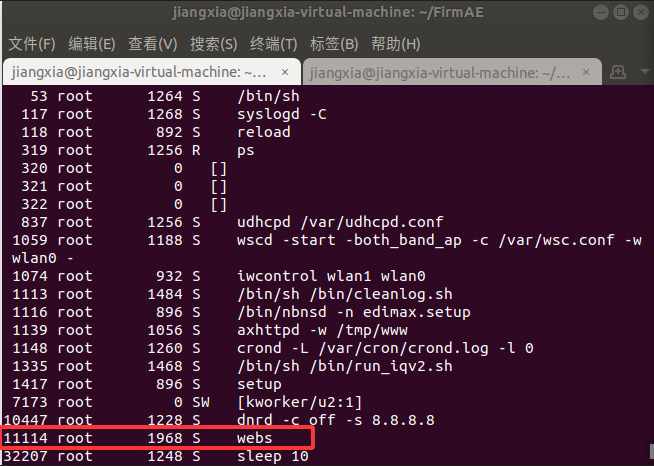 jiangxia@jiangxia-virtual-machine: ~/FirmAE
文件(F) 编辑(E) 查看(V) 搜索(S) 终端(T) 标签(B) 帮助(H)
jiangxia@jiangxia-virtual-machine: ~... × jiangxia@jiangxia-virtual-machine: ~/... ×
53 root 1264 S /bin/sh
117 root 1268 S syslogd -C
118 root 892 S reload
319 root 1256 R ps
320 root 0 []
321 root 0 []
322 root 0 []
837 root 1256 S udhcpd /var/udhcpd.conf
1059 root 1188 S wscd -start -both_band_ap -c /var/wsc.conf -w
wlan0 -
1074 root 932 S iwcontrol wlan1 wlan0
1113 root 1484 S /bin/sh /bin/cleanlog.sh
1116 root 896 S /bin/nbnsd -n edimax.setup
1139 root 1056 S axhttpd -w /tmp/www
1148 root 1260 S crond -L /var/cron/crond.log -l 0
1335 root 1468 S /bin/sh /bin/run_iqv2.sh
1417 root 896 S setup
7173 root 0 SW [kworker/u2:1]
10447 root 1228 S dnrd -c off -s 8.8.8.8
11114 root 1968 S webs
32207 root 1248 S sleep 10